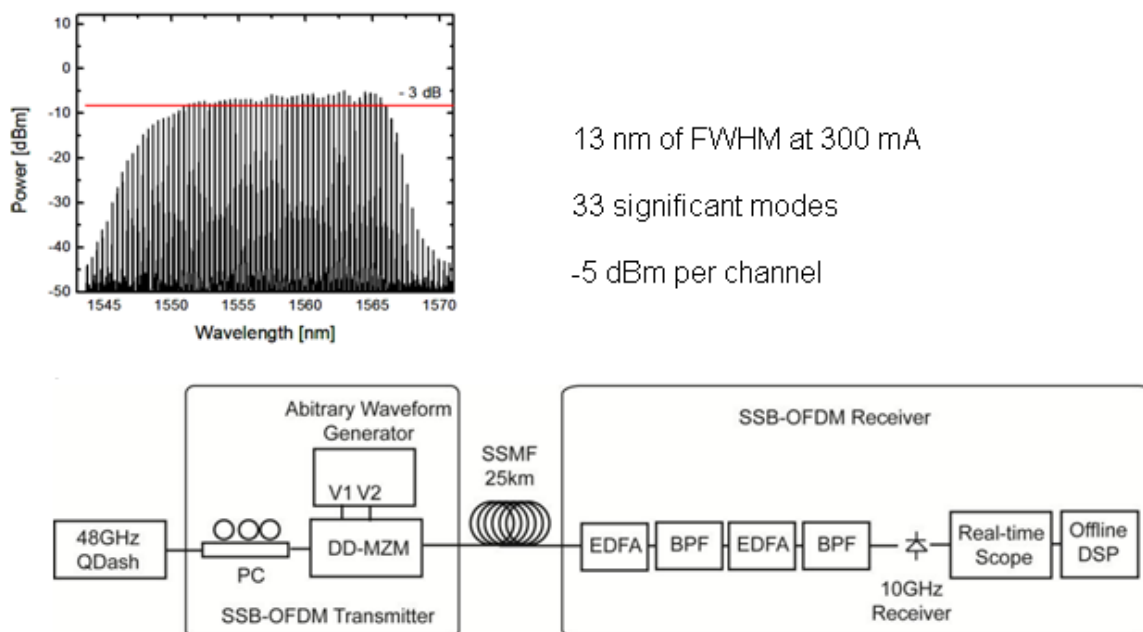 10
0
-10
-20
-30
-40
-50
Power [dBm]
- 3 dB
1545 1550 1555 1560 1565 1570
Wavelength [nm]
13 nm of FWHM at 300 mA
33 significant modes
-5 dBm per channel
Abitrary Waveform
Generator
V1 V2
48GHz
QDash
PC
DD-MZM
SSB-OFDM Transmitter
SSMF
25km
SSB-OFDM Receiver
EDFA
BPF
EDFA
BPF
10GHz
Receiver
Real-time
Scope
Offline
DSP